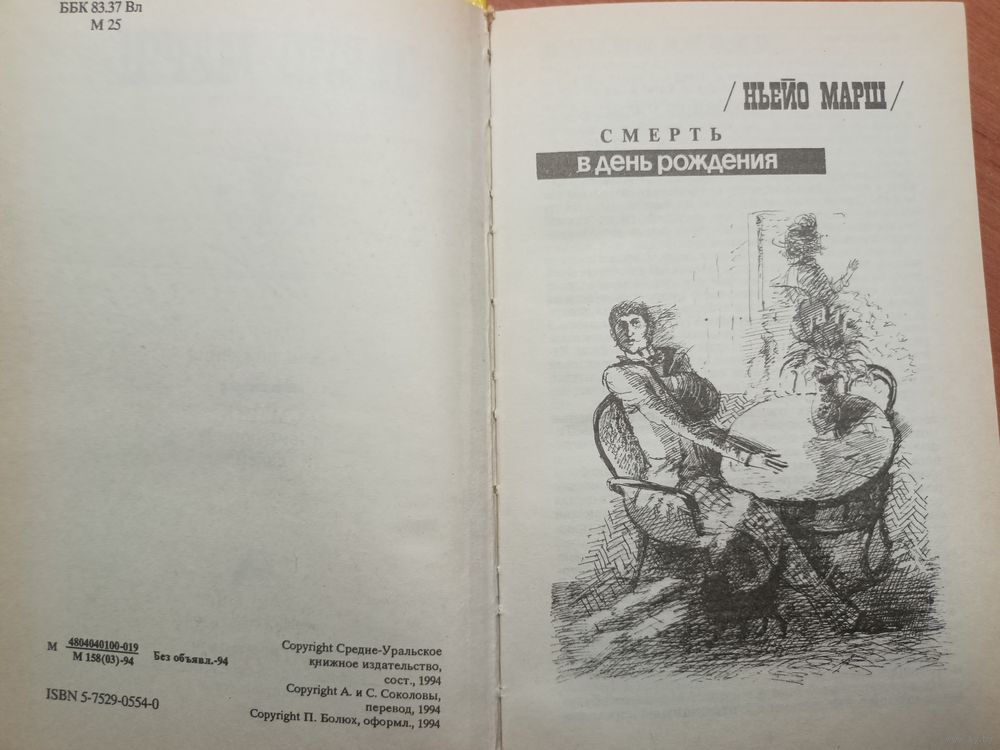 ББК 83.37 Вл
М 25
М 4804040100-019
М 158(03)-94
Без объявл.-94
ISBN 5-7529-0554-0
Copyright Средне-Уральское
книжное издательство,
сост., 1994
Copyright А. и С. Соколовы,
перевод, 1994
Copyright П. Болюх, оформл., 1994
/НЬЕЙО МАРШ/
СМЕРТЬ
в день рождения